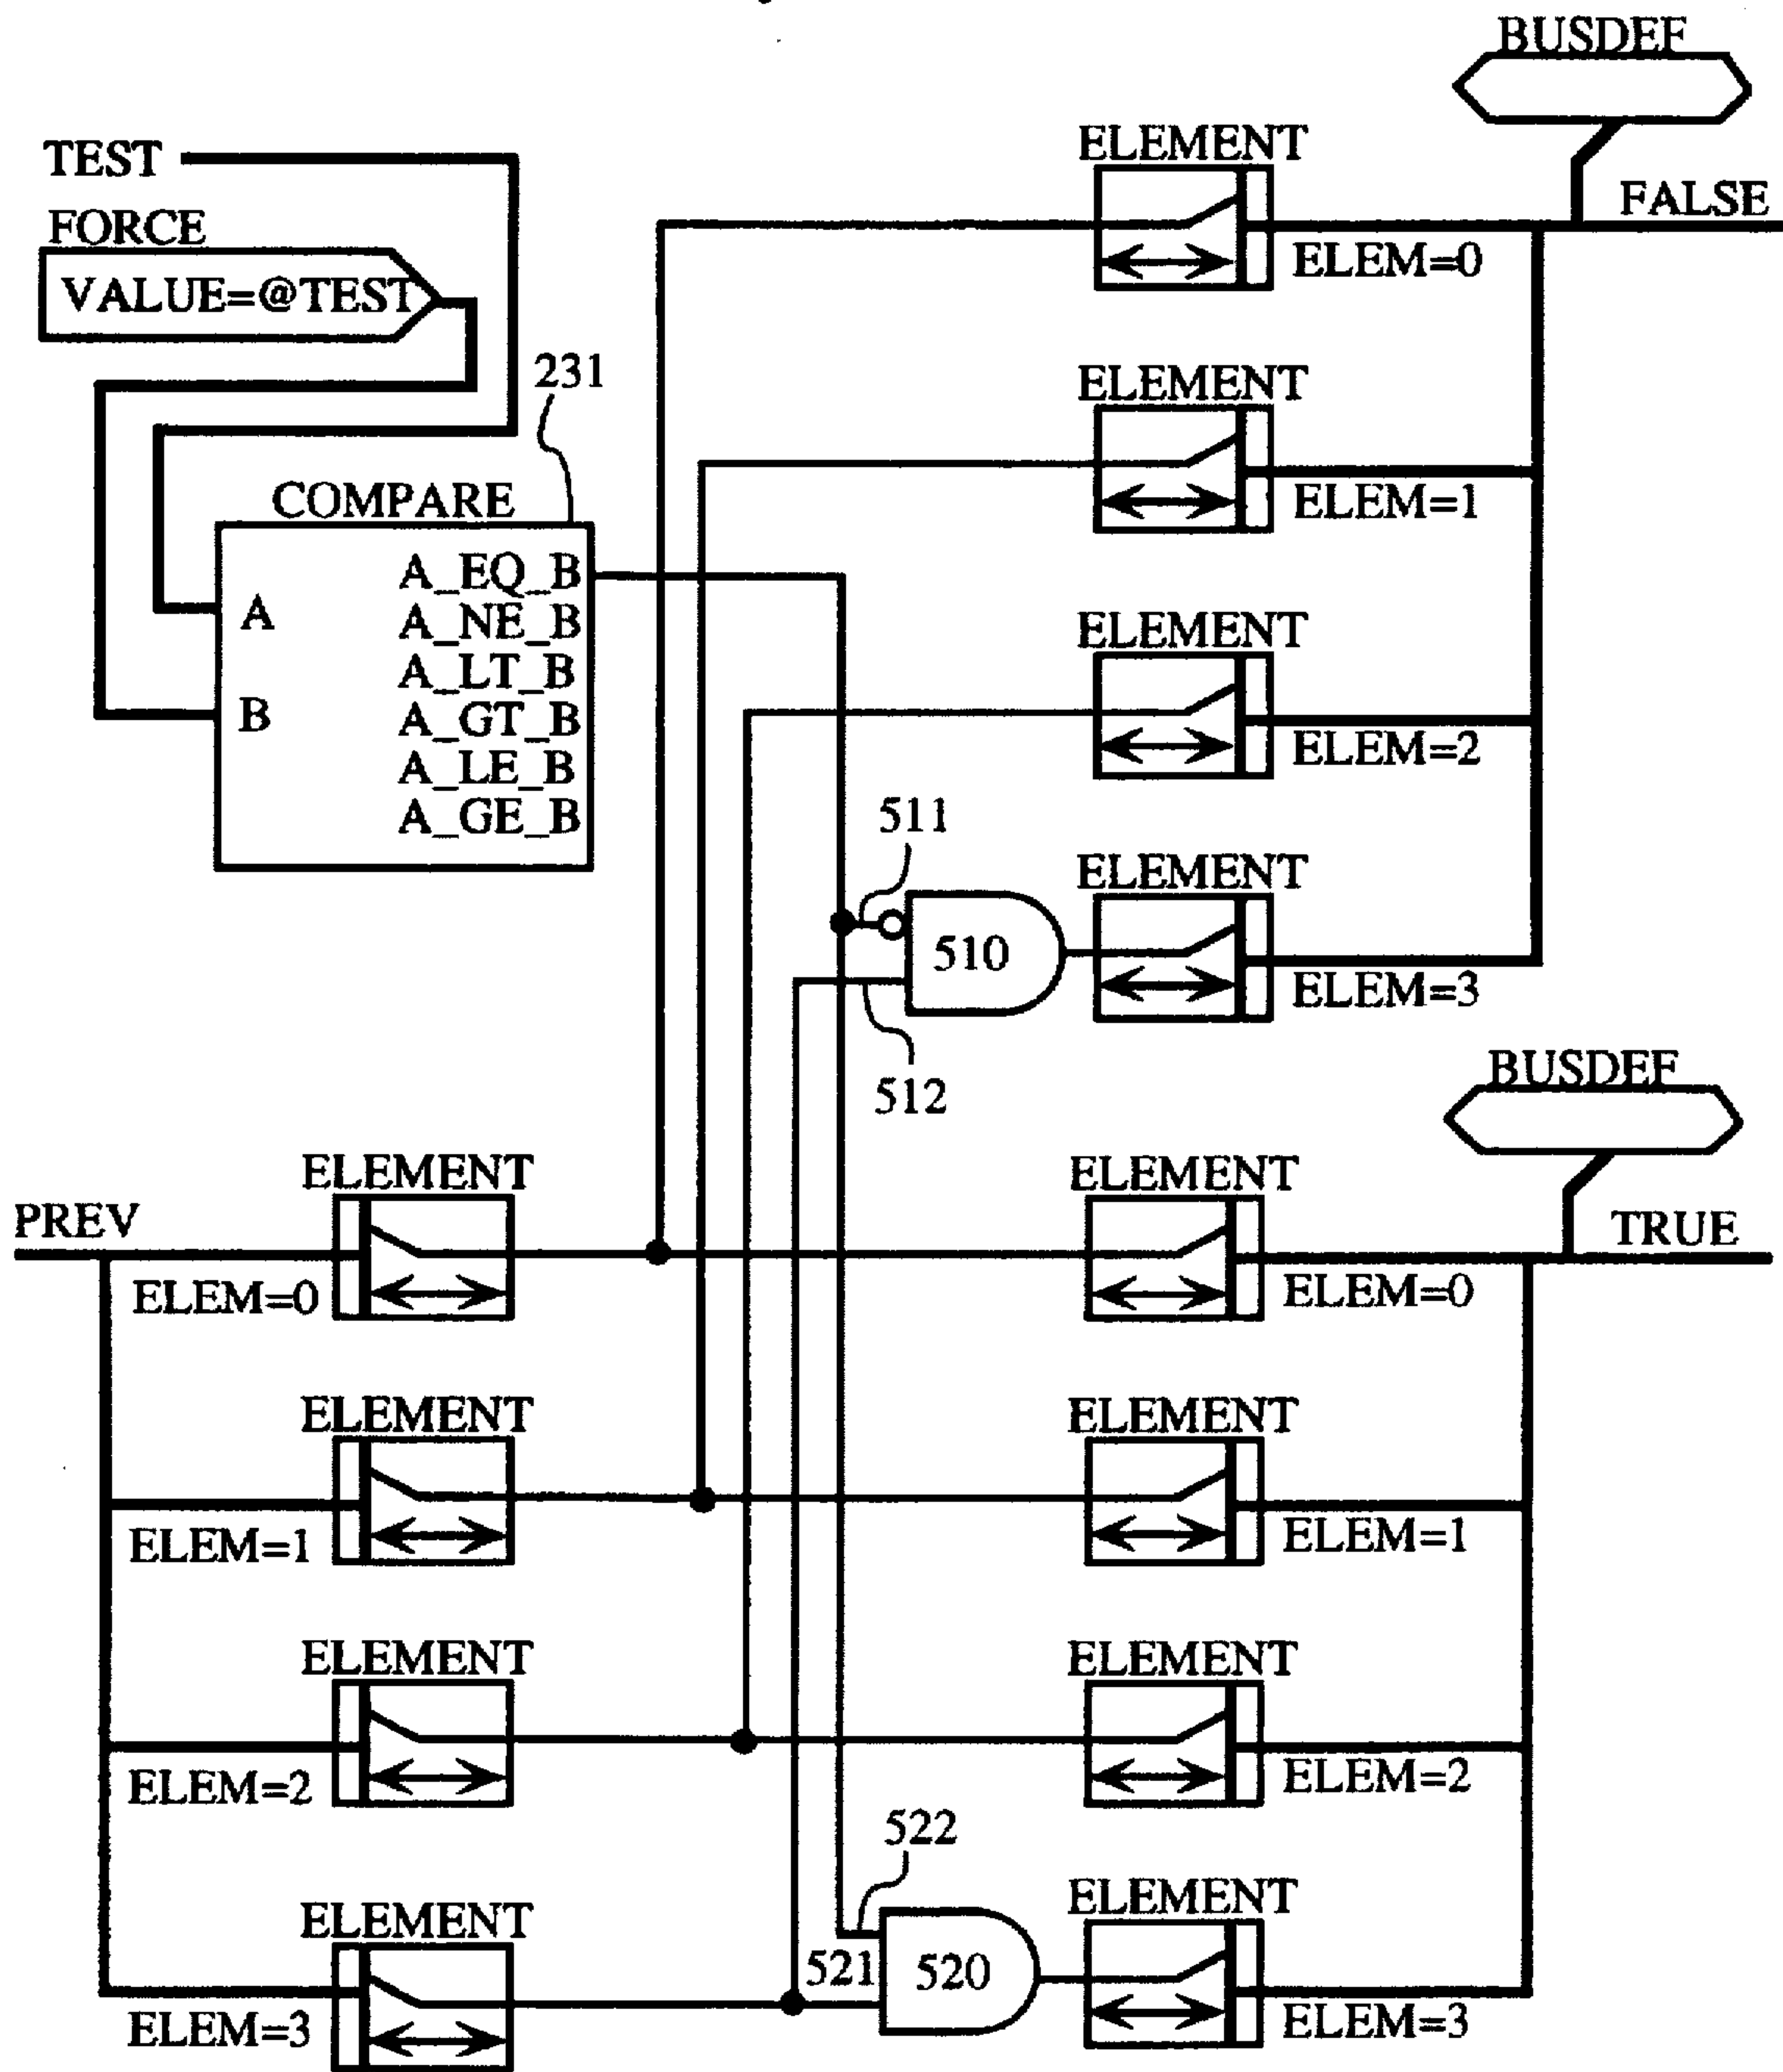 BUSDEF
ELEMENT
TEST
FALSE
FORCE
ELEM=0
VALUE=@TEST
231
ELEMENT
COMPARE
ELEM=1
A_EQ_B
A
A_NE_B
ELEMENT
A_LT_B
B
A_GT_B
ELEM=2
A_LE_B
A_GE_B
511
ELEMENT
510
ELEM=3
512
BUSDEF
ELEMENT
ELEMENT
PREV
TRUE
ELEM=0
ELEM=0
ELEMENT
ELEMENT
ELEM=1
ELEM=1
ELEMENT
ELEMENT
ELEM=2
ELEM=2
522
ELEMENT
ELEMENT
521
520
ELEM=3
ELEM=3